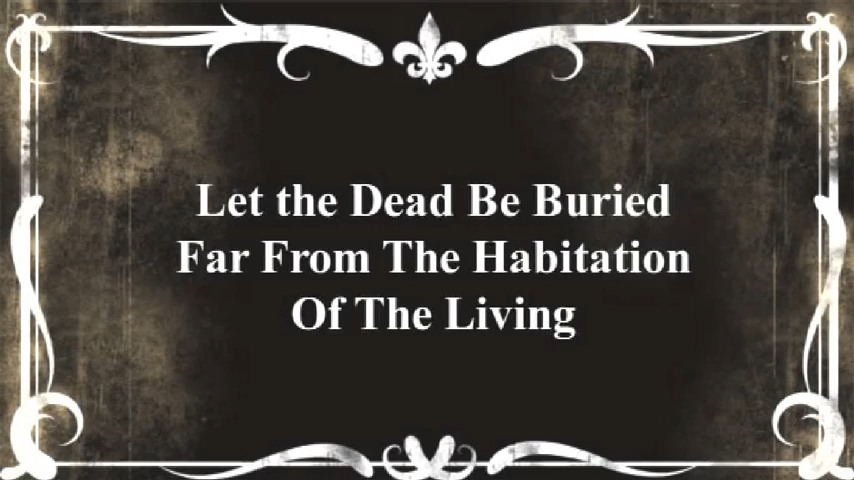 Let the Dead Be Buried
Far From The Habitation
Of The Living